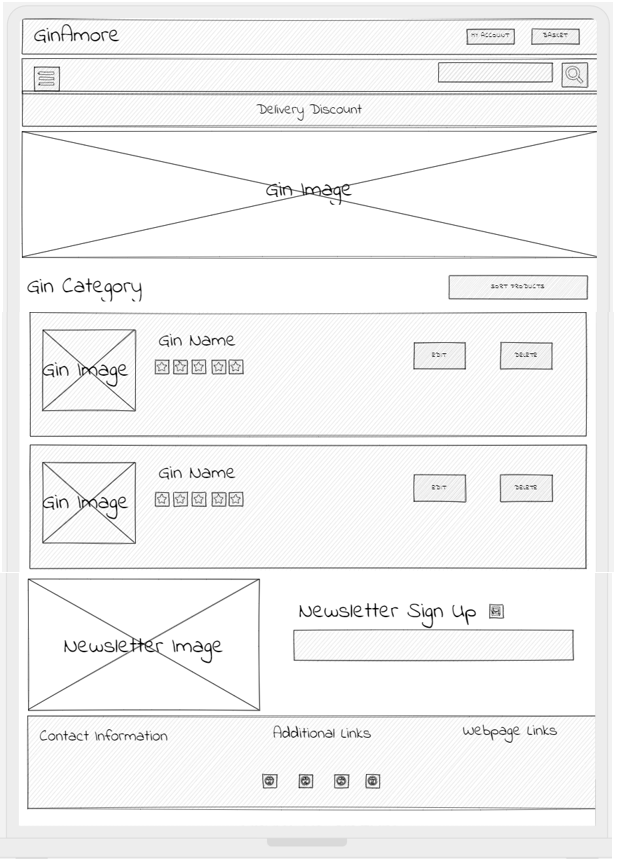 GinAmore
MY ACCOUNT
BASKET
Delivery Discount
Gin Image
Gin Category
SORT PRODUCTS
Gin Image
Gin Name
EDIT
DELETE
Gin Image
Gin Name
EDIT
DELETE
Newsletter Image
Newsletter Sign Up
Contact Information
Additional Links
Webpage Links